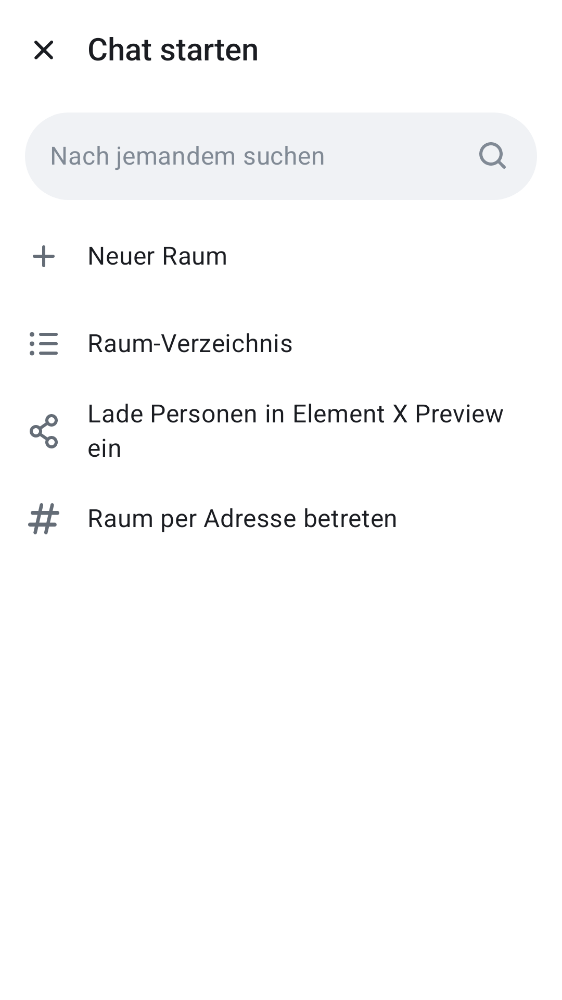 Chat starten
Nach jemandem suchen
Neuer Raum
Raum-Verzeichnis
Lade Personen in Element X Preview
ein
Raum per Adresse betreten